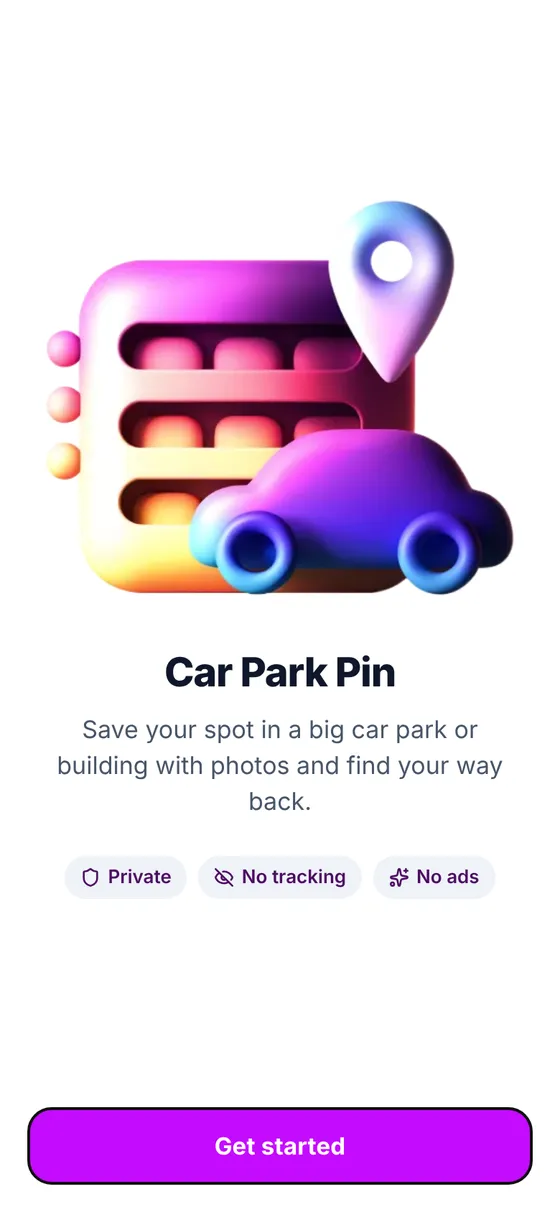 Car Park Pin
Save your spot in a big car park or
building with photos and find your way
back.
Private
No tracking
No ads
Get started